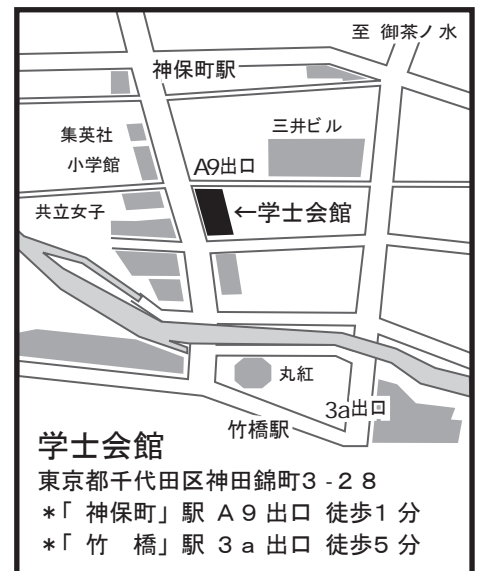 至 御茶ノ水
神保町駅
三井ビル
集英社
小学館
A9出口
共立女子
←学士会館
丸紅
3a出口
竹橋駅
学士会館
東京都千代田区神田錦町3-28
*「 神保町」駅 A9出口 徒歩1分
*「 竹 橋」駅 3a出口 徒歩5分